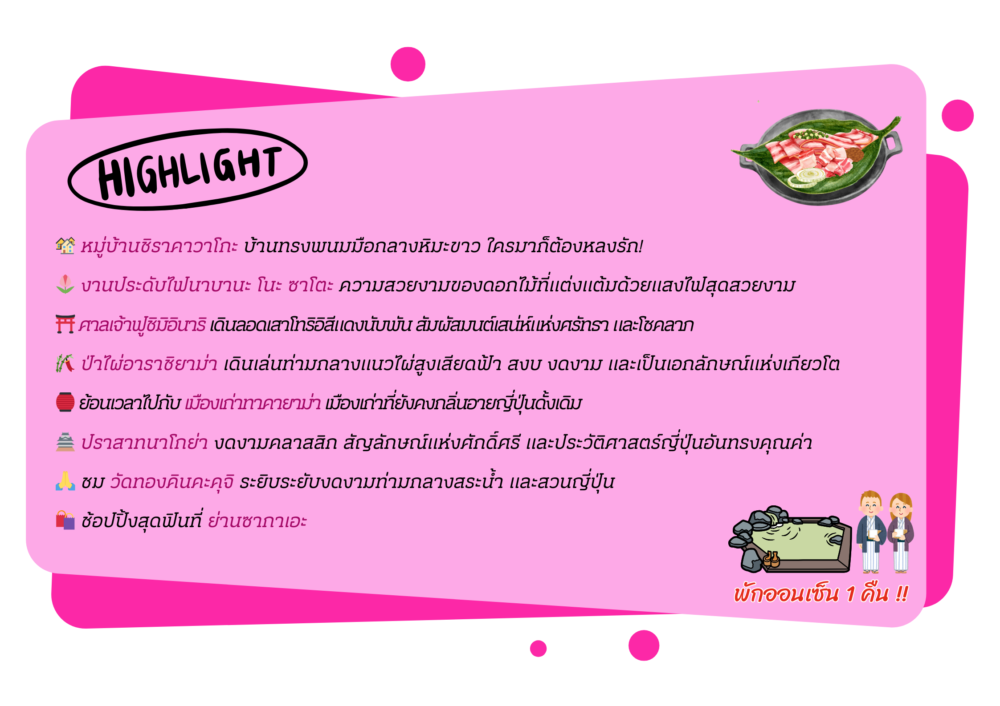 HIGHLIGHT
หมู่บ้านชิราคาวาโกะ บ้านทรงพนมมือกลางหิมะขาว ใครมาก็ต้องหลงรัก!
งานประดับไฟนาบานะ โนะ ซาโตะ ความสวยงามของดอกไม้ที่แต่งแต้มด้วยแสงไฟสุดสวยงาม
ศาลเจ้าฟูชิมิอินาริ เดินลอดเสาโทริอิสีแดงนับพัน สัมผัสมนต์เสน่ห์แห่งศรัทธา และโชคลาภ
ป่าไผ่อาราชิยาม่า เดินเล่นท่ามกลางแนวไผ่สูงเสียดฟ้า สงบ งดงาม และเป็นเอกลักษณ์แห่งเกียวโต
ย้อนเวลาไปกับ เมืองเก่าทาคายาม่า เมืองเก่าที่ยังคงกลิ่นอายญี่ปุ่นดั้งเดิม
ปราสาทนาโกย่า งดงามคลาสสิก สัญลักษณ์แห่งศักดิ์ศรี และประวัติศาสตร์ญี่ปุ่นอันทรงคุณค่า
ชม วัดทองคินคะคุจิ ระยิบระยับงดงามท่ามกลางสระน้ำ และสวนญี่ปุ่น
ช้อปปิ้งสุดฟินที่ ย่านซากาเอะ
พักออนเซ็น 1 คืน !!